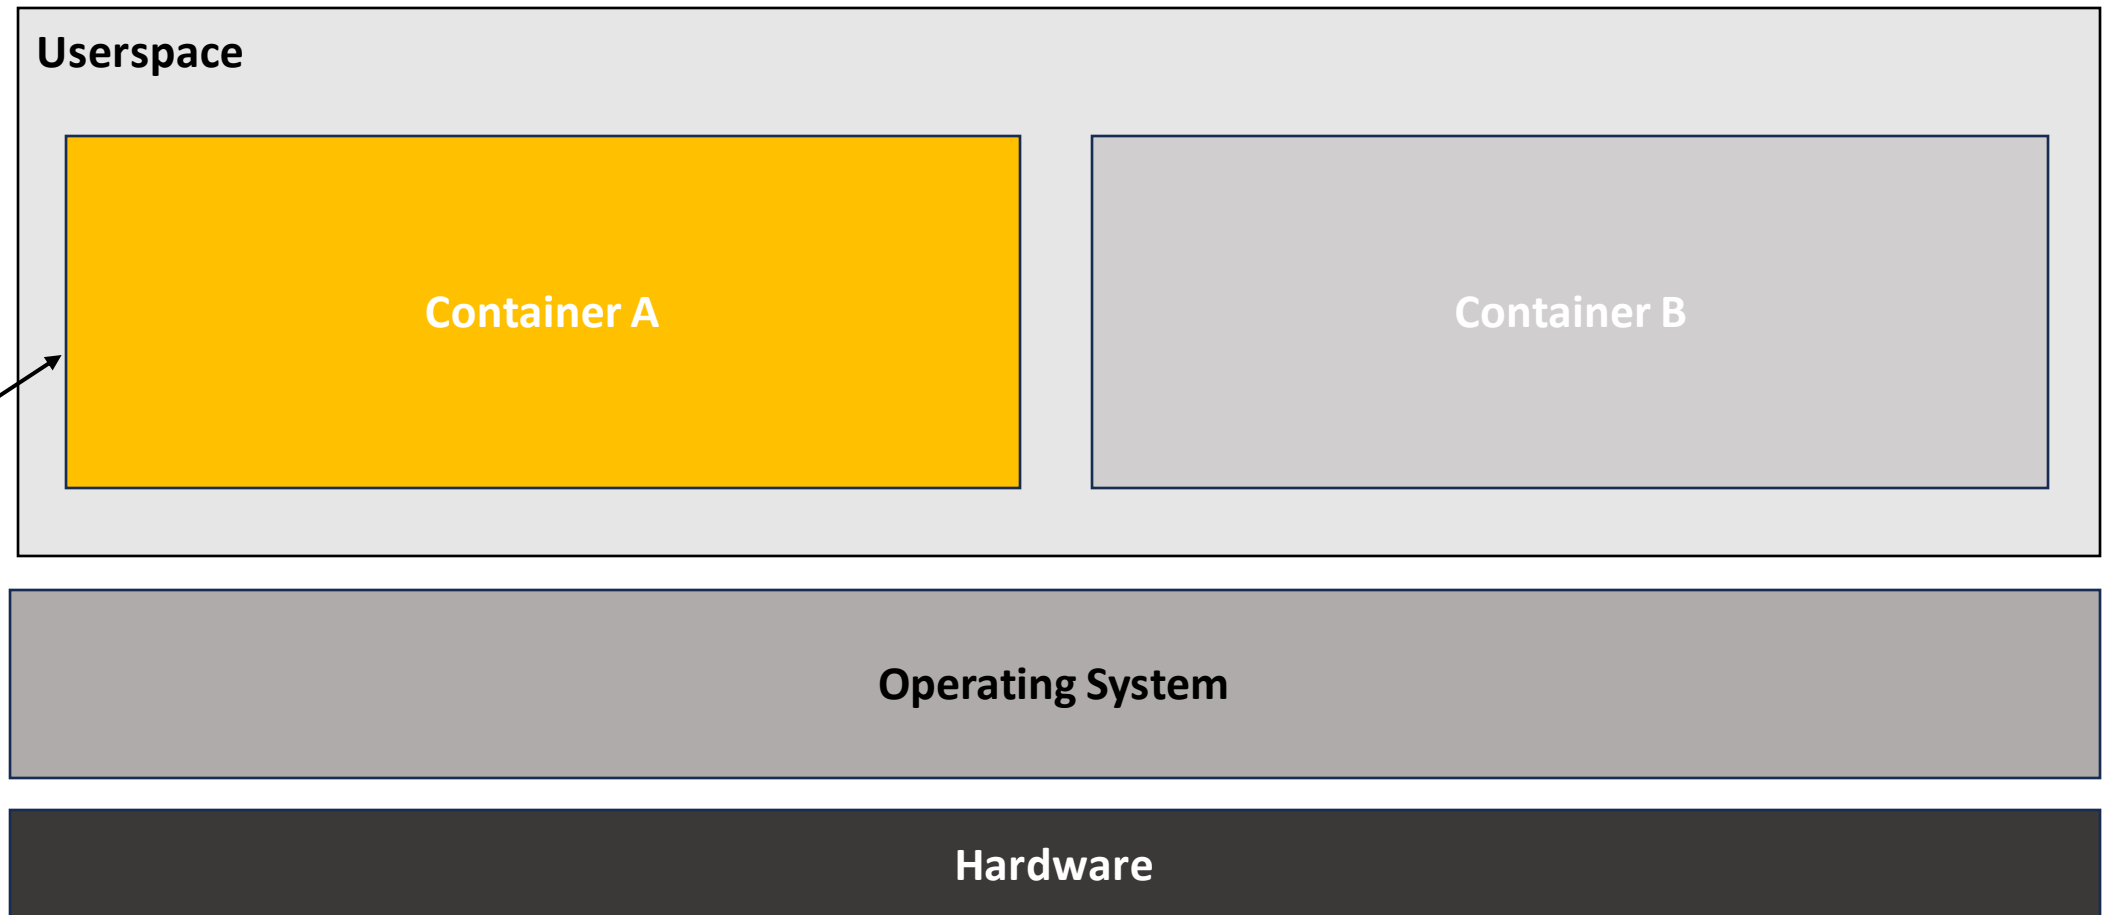 Userspace
Container A
Container B
Operating System
Hardware